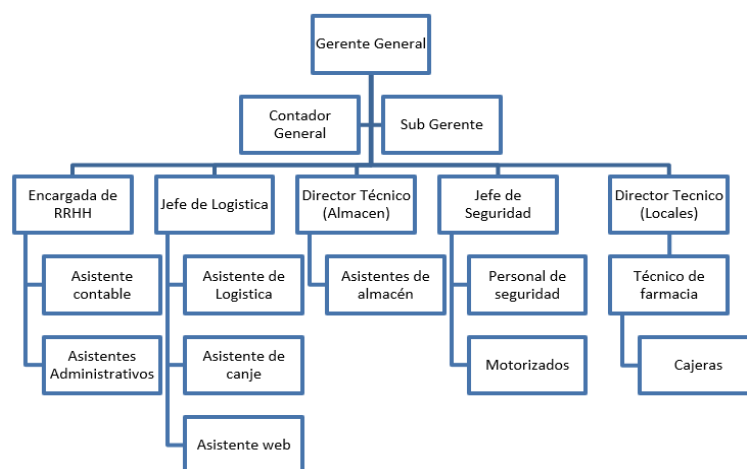 Gerente General
Contador
General
Sub Gerente
Encargada de
RRHH
Jefe de Logistica
Director Técnico
(Almacen)
Jefe de
Seguridad
Director Tecnico
(Locales)
Asistente
contable
Asistente de
Logistica
Asistentes de
almacén
Personal de
seguridad
Técnico de
farmacia
Asistentes
Administrativos
Asistente de
canje
Motorizados
Cajeras
Asistente web